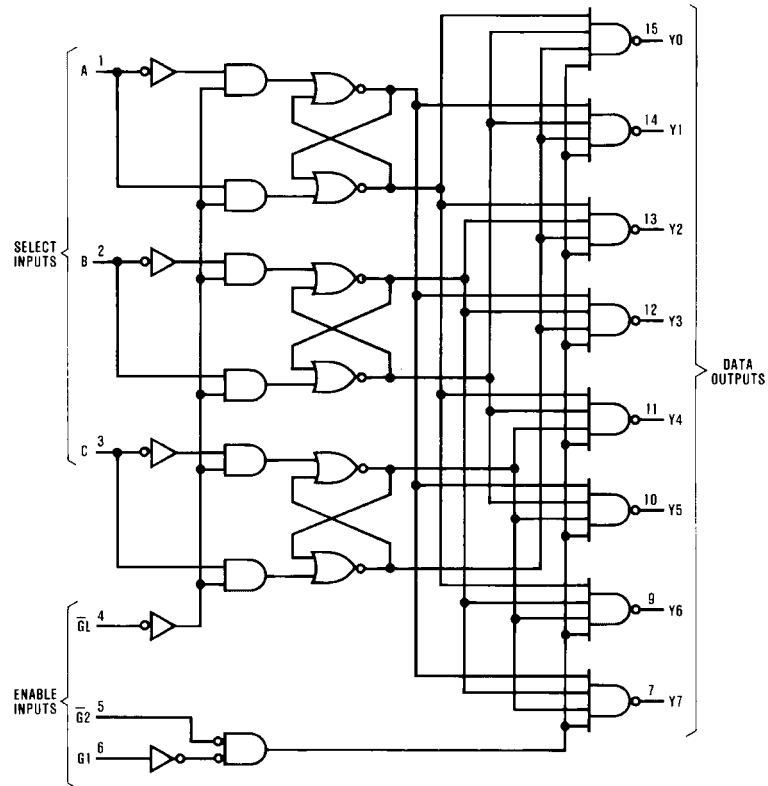 A 1
B 2
C 3
SELECT
INPUTS
G̅L̅ 4
G̅2̅ 5
G1 6
ENABLE
INPUTS
15 Y0
14 Y1
13 Y2
12 Y3
11 Y4
10 Y5
9 Y6
7 Y7
DATA
OUTPUTS